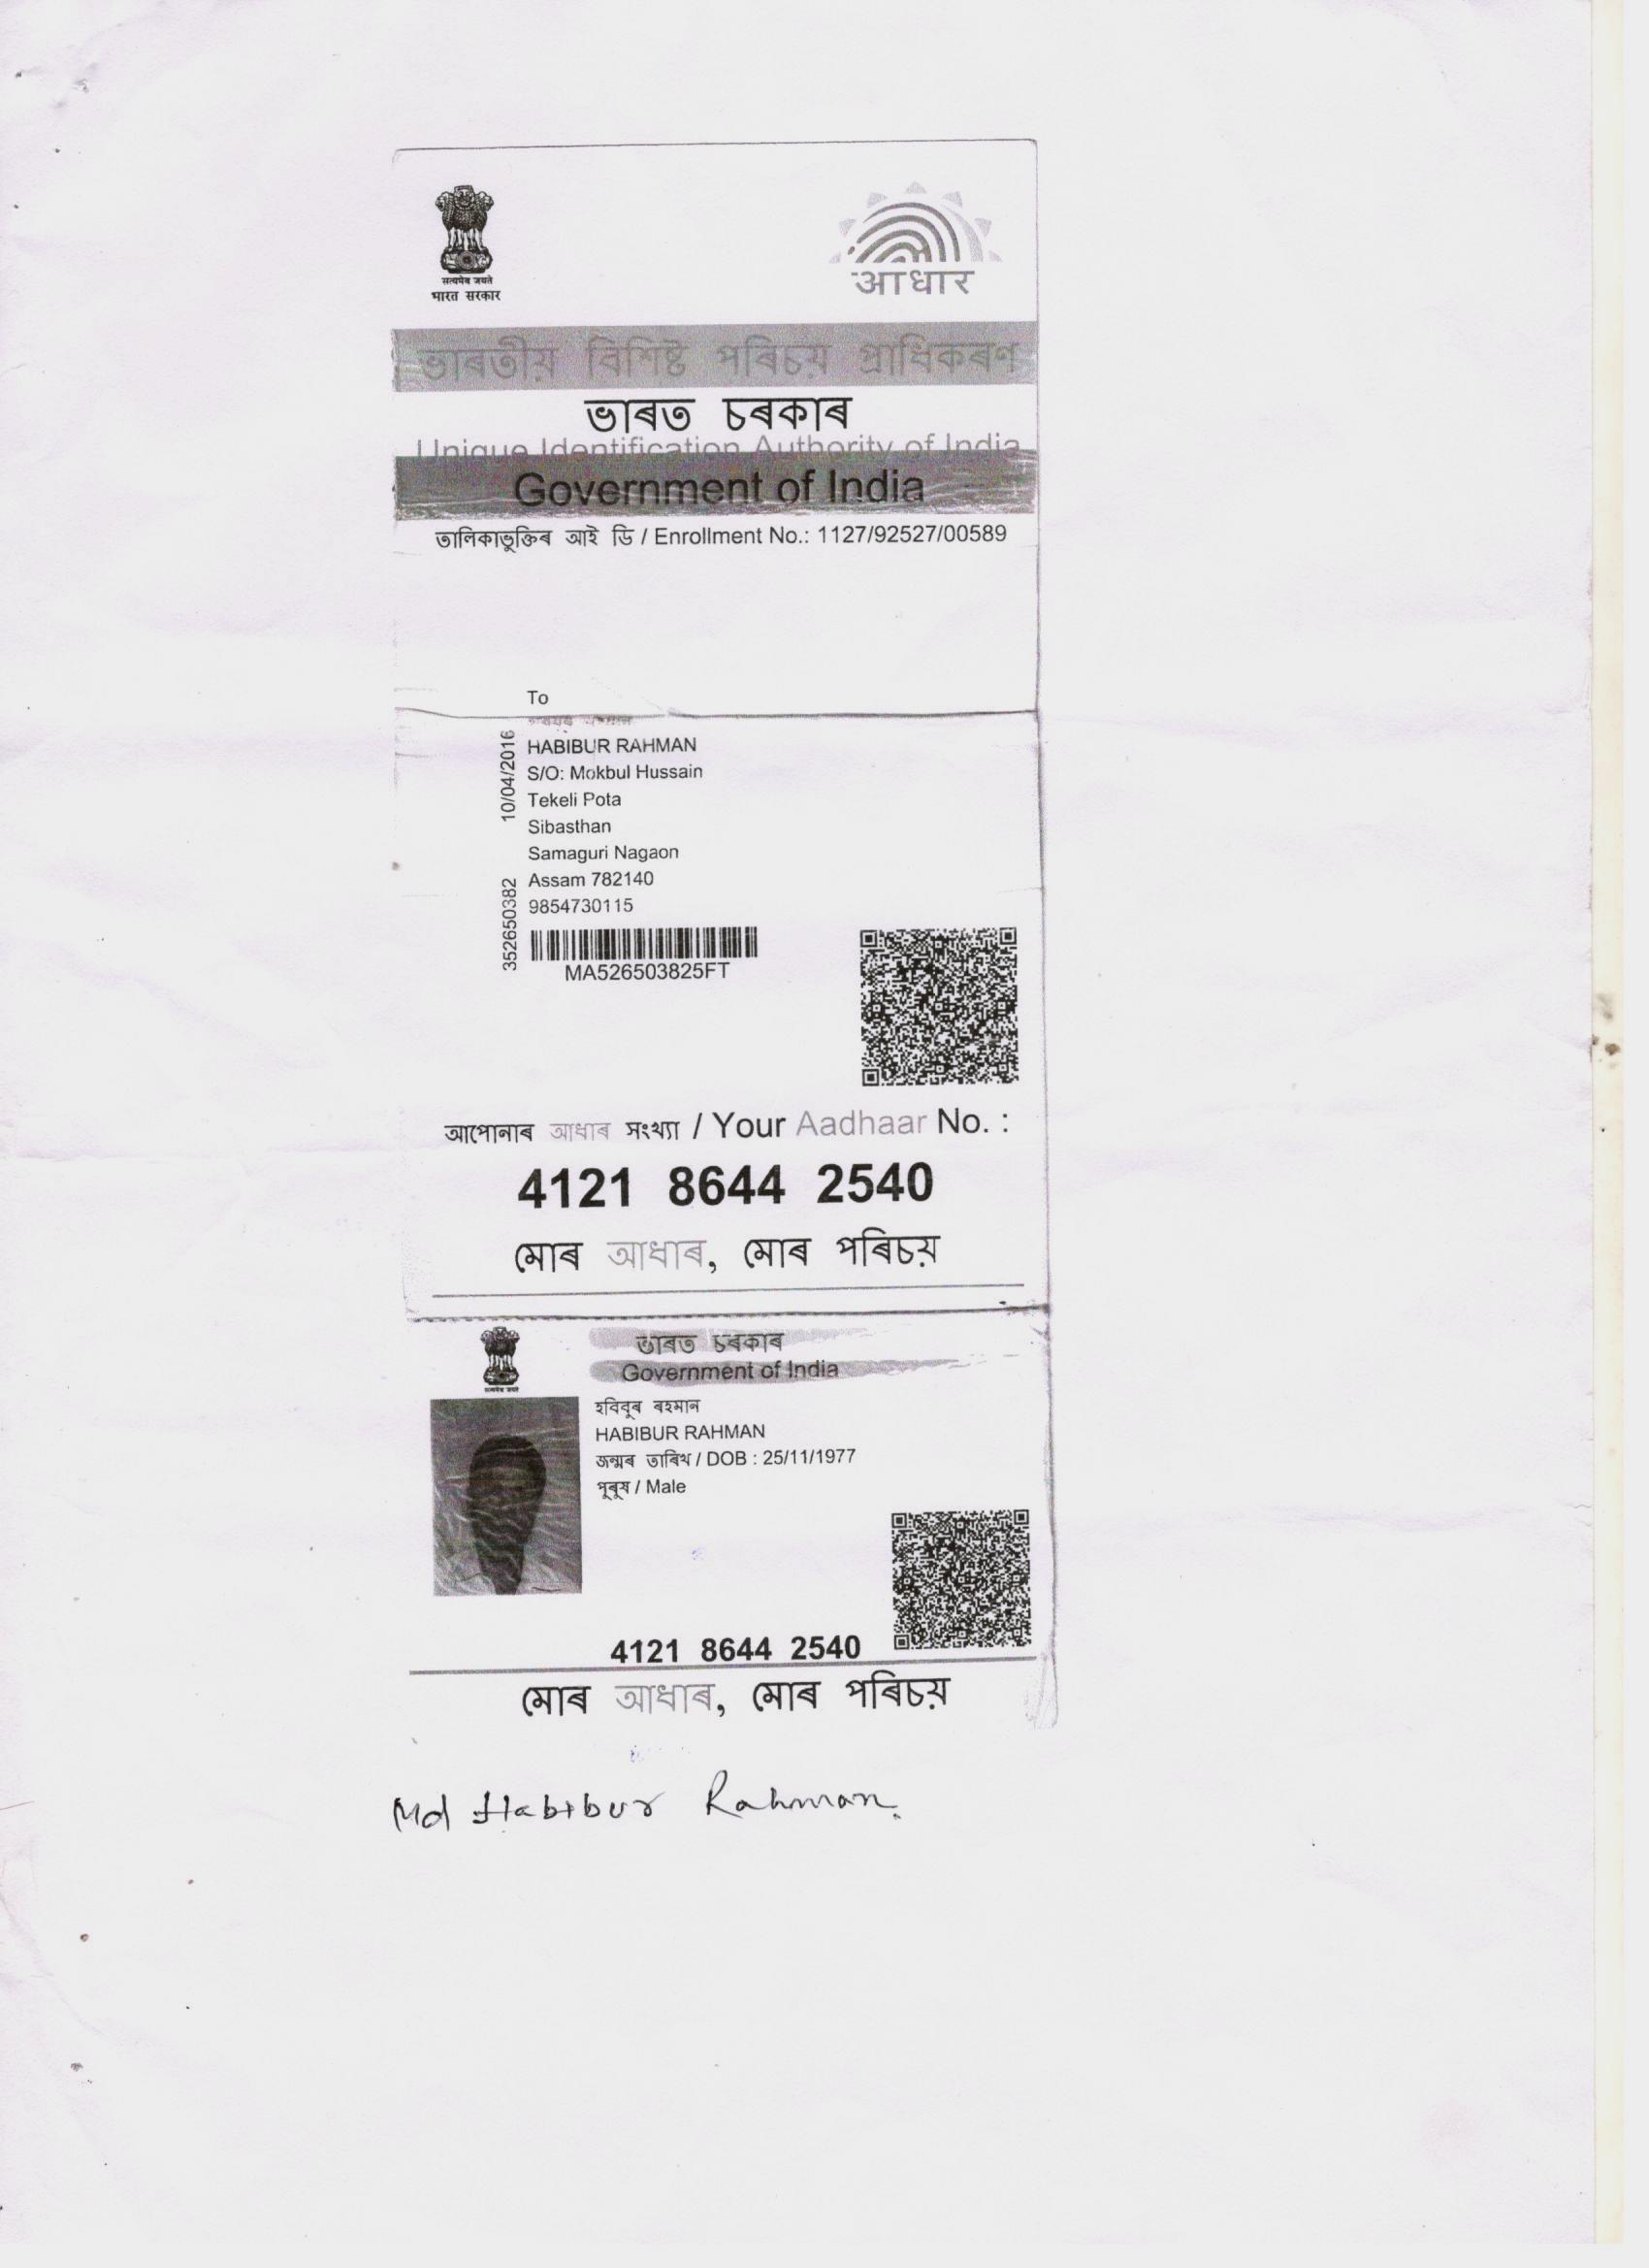 सत्यमेव जयते
भारत सरकार
आधार
ভাৰতীয় বিশিষ্ট পৰিচয় প্ৰাধিকৰণ
ভাৰত চৰকাৰ
Unique Identification Authority of India
Government of India
তালিকাভুক্তিৰ আই ডি / Enrollment No.: 1127/92527/00589
To
HABIBUR RAHMAN
S/O: Mokbul Hussain
Tekeli Pota
Sibasthan
Samaguri Nagaon
Assam 782140
9854730115
10/04/2016
352650382
MA526503825FT
আপোনাৰ আধাৰ সংখ্যা / Your Aadhaar No. :
4121 8644 2540
মোৰ আধাৰ, মোৰ পৰিচয়
ভাৰত চৰকাৰ
Government of India
सत्यमेव जयते
হবিবুৰ ৰহমান
HABIBUR RAHMAN
জন্মৰ তাৰিখ / DOB : 25/11/1977
পুৰুষ / Male
4121 8644 2540
মোৰ আধাৰ, মোৰ পৰিচয়
Md Habibur Rahman.